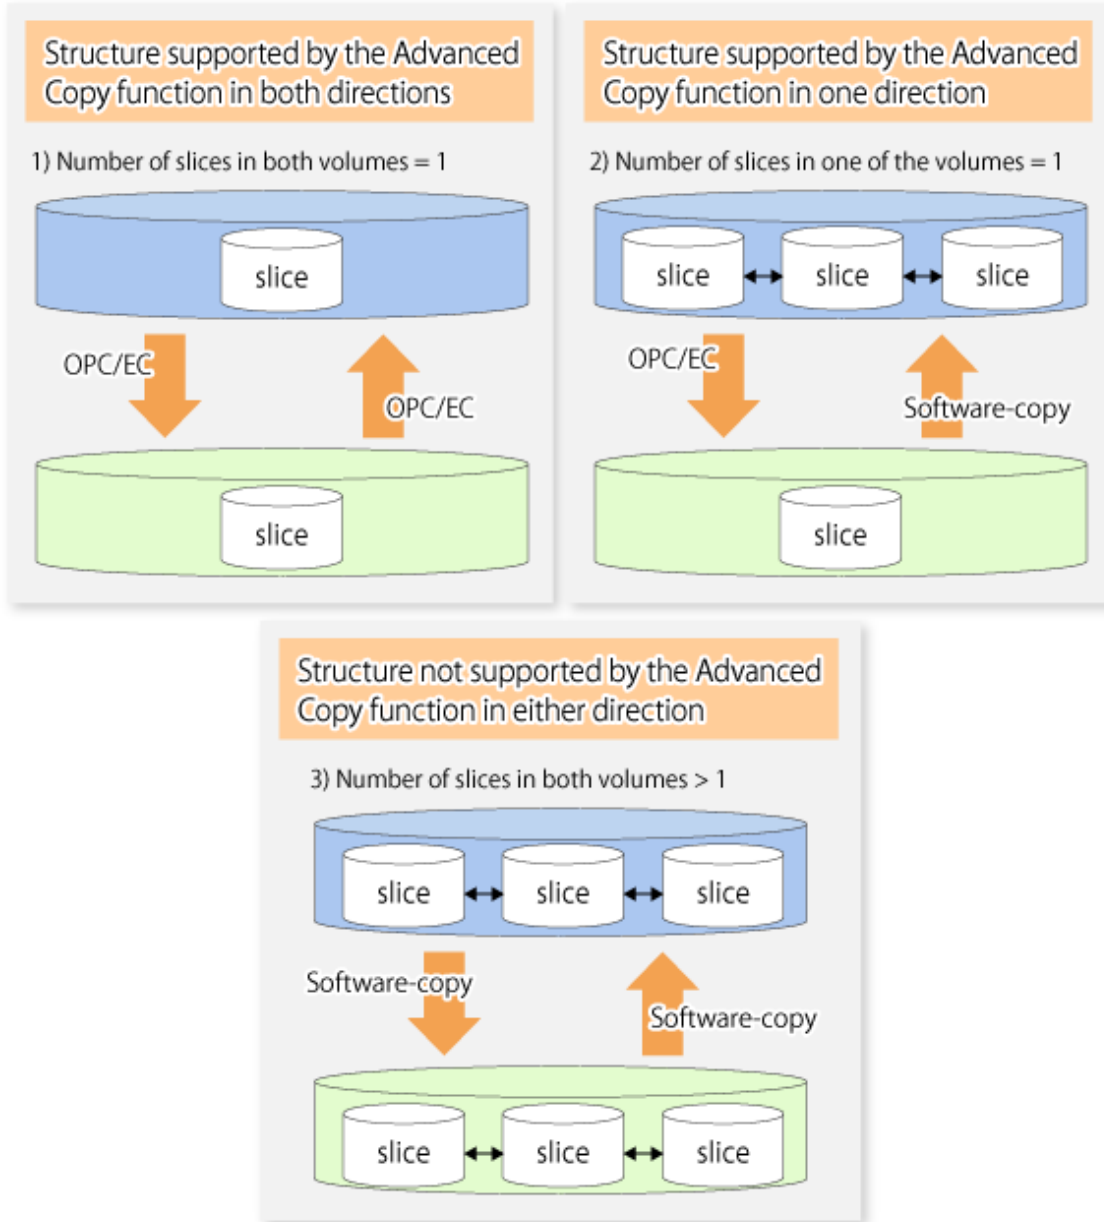 Structure supported by the Advanced
Copy function in both directions
1) Number of slices in both volumes = 1
slice
OPC/EC
OPC/EC
slice
Structure supported by the Advanced
Copy function in one direction
2) Number of slices in one of the volumes = 1
slice slice slice
OPC/EC
Software-copy
slice
Structure not supported by the Advanced
Copy function in either direction
3) Number of slices in both volumes > 1
slice slice slice
Software-copy
Software-copy
slice slice slice